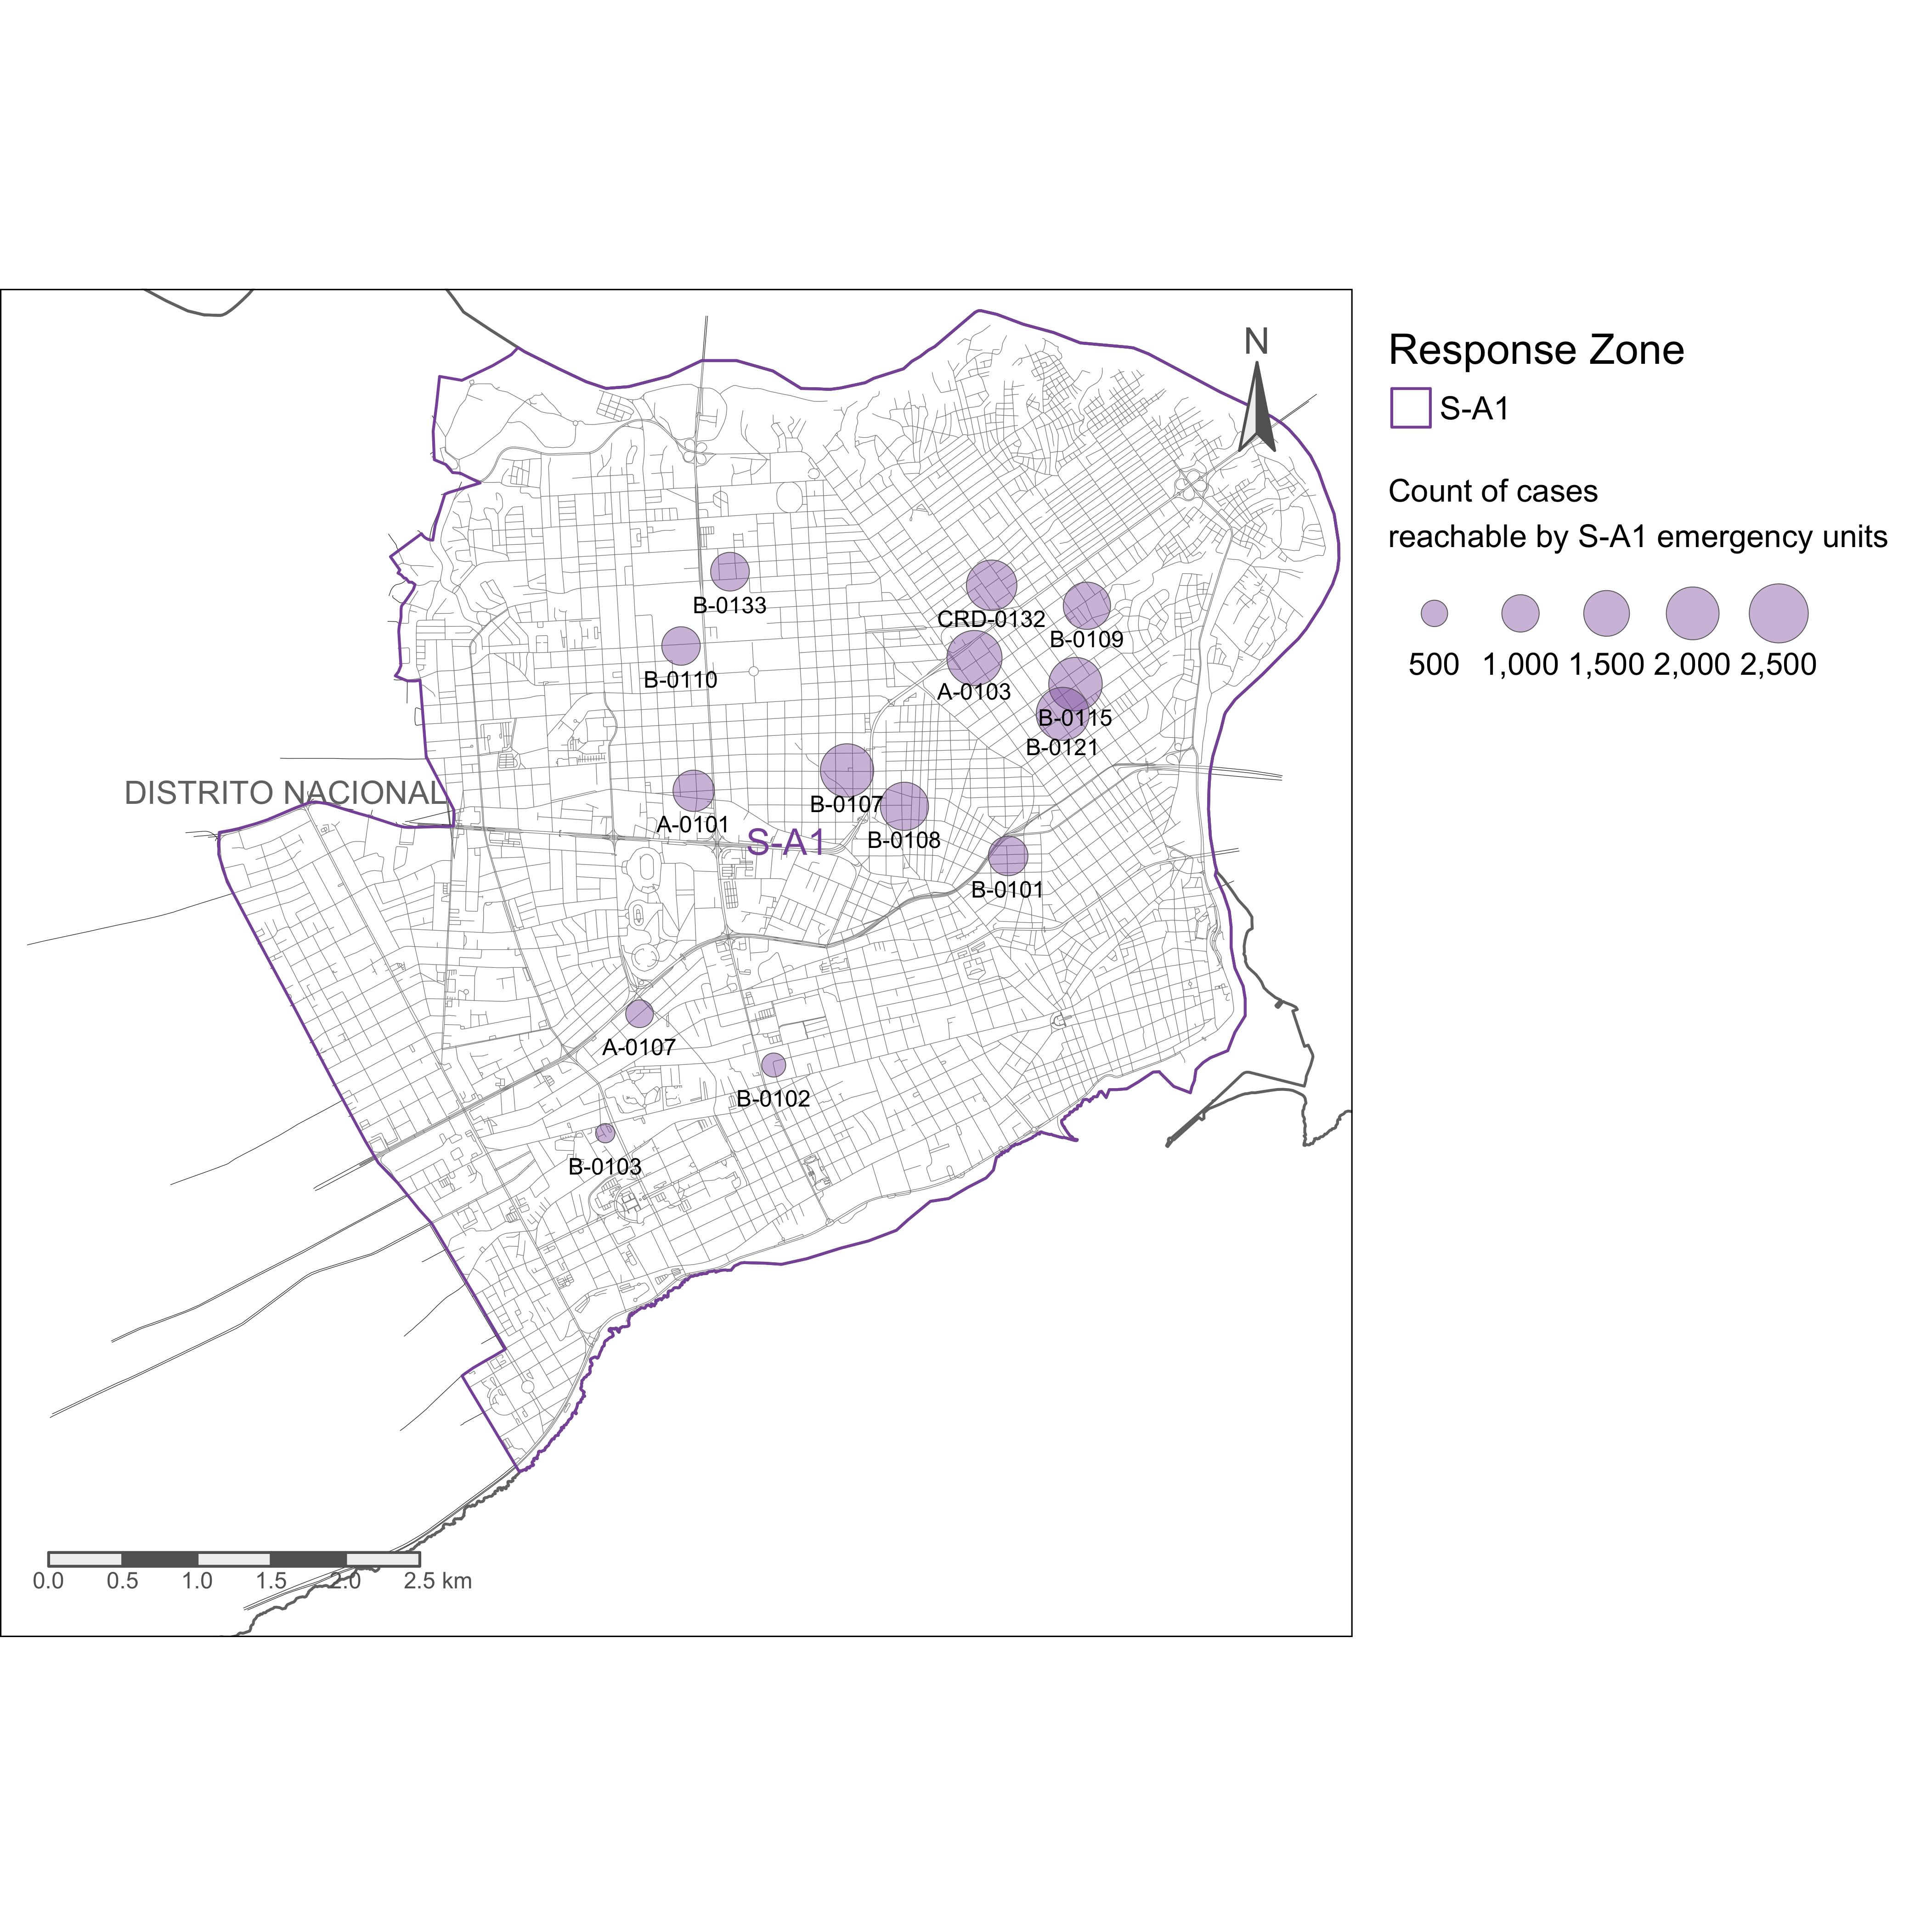 N
Response Zone
S-A1
Count of cases
reachable by S-A1 emergency units
500 1,000 1,500 2,000 2,500
B-0133
CRD-0132
B-0109
B-0110
A-0103
B-0115
B-0121
DISTRITO NACIONAL
B-0107
A-0101
S-A1
B-0108
B-0101
A-0107
B-0102
B-0103
0.0 0.5 1.0 1.5 2.0 2.5 km